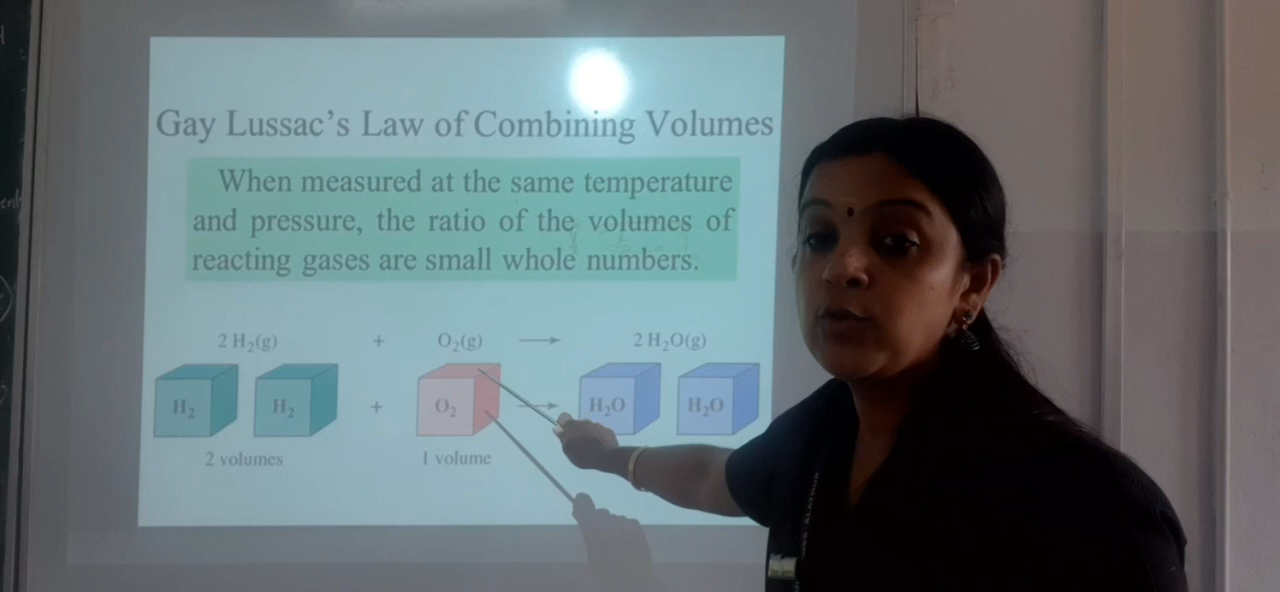 Gay Lussac's Law of Combining Volumes
When measured at the same temperature
and pressure, the ratio of the volumes of
reacting gases are small whole numbers.
2 H₂(g) + O₂(g) → 2 H₂O(g)
H₂ H₂ + O₂ → H₂O H₂O
2 volumes 1 volume